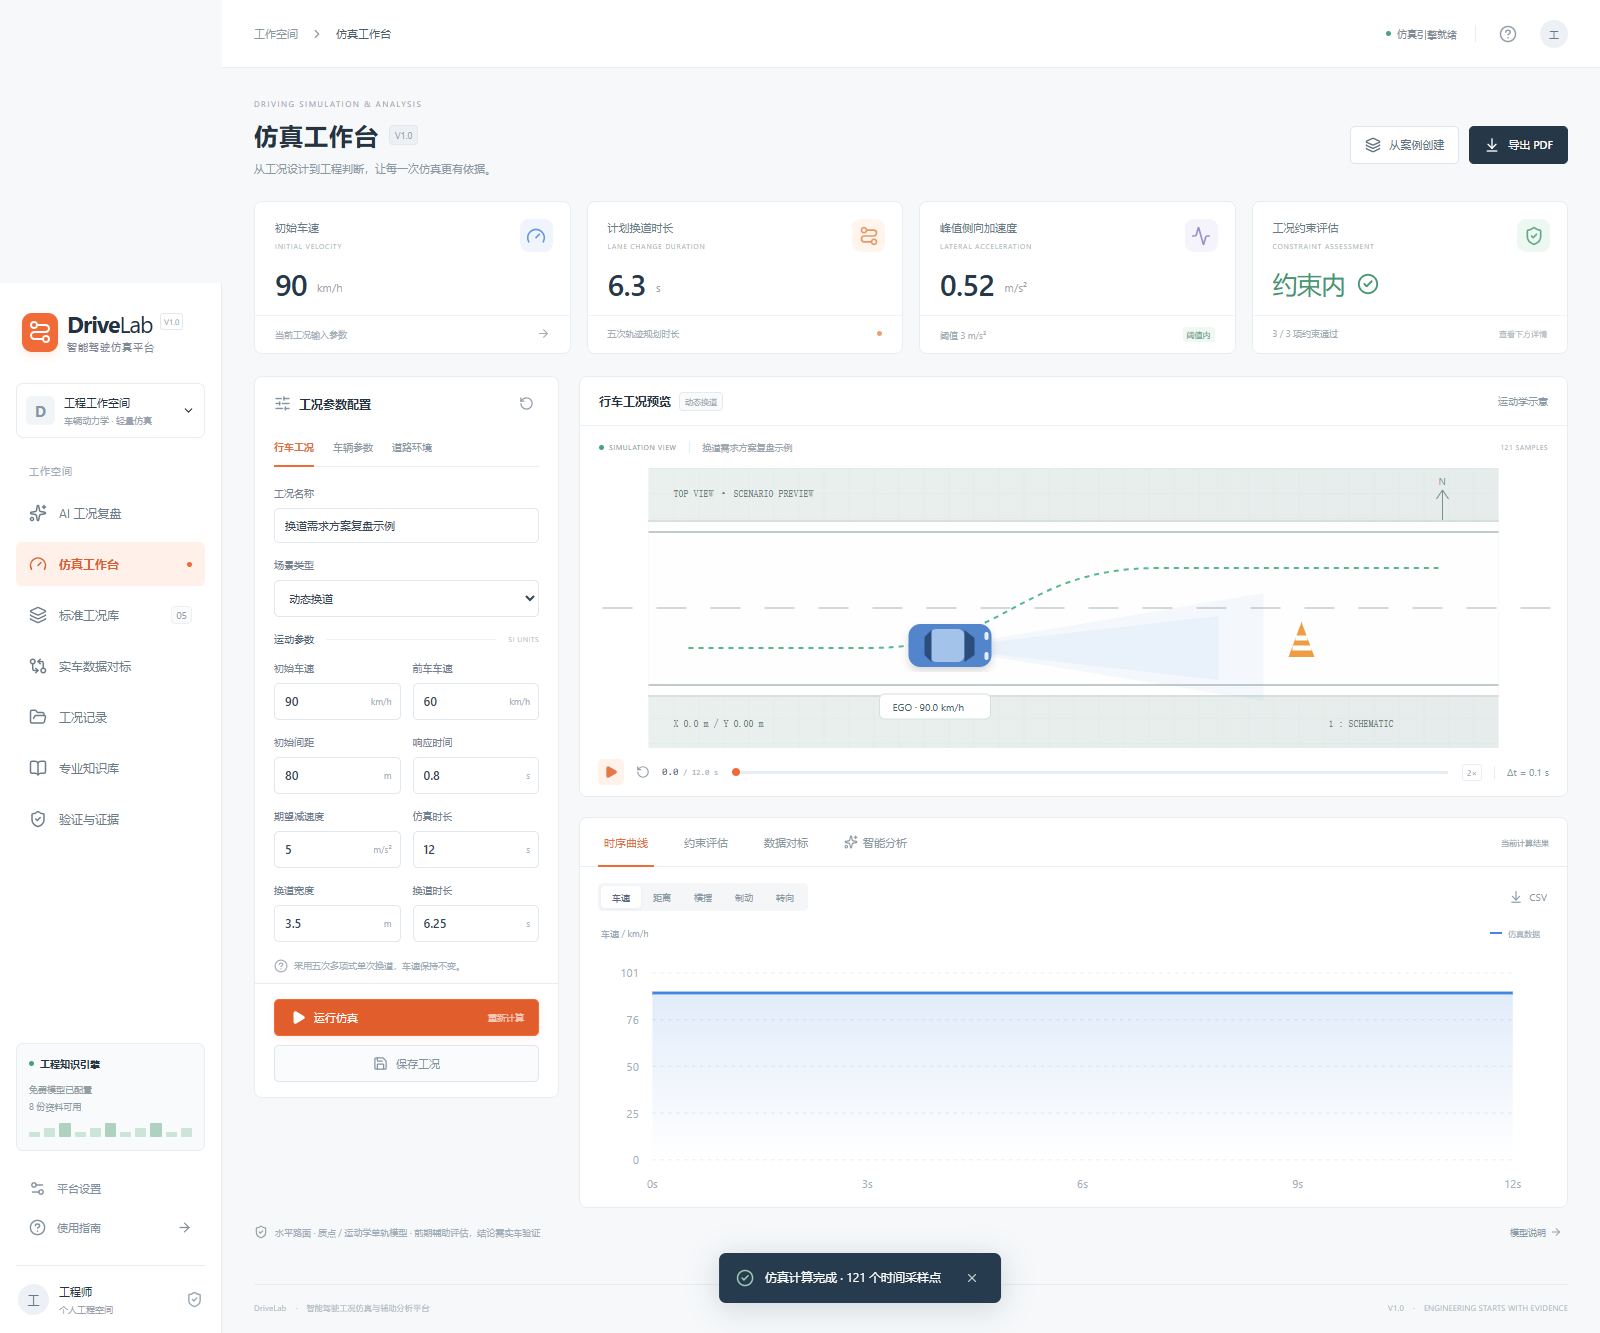 工作空间 > 仿真工作台
仿真引擎就绪
工
DRIVING SIMULATION & ANALYSIS
仿真工作台 V1.0
从工况设计到工程判断，让每一次仿真更有依据。
从案例创建
导出 PDF
初始车速
INITIAL VELOCITY
90 km/h
当前工况输入参数
计划换道时长
LANE CHANGE DURATION
6.3 s
五次轨迹规划时长
峰值侧向加速度
LATERAL ACCELERATION
0.52 m/s²
阈值 3 m/s²
阈值内
工况约束评估
CONSTRAINT ASSESSMENT
约束内
3 / 3 项约束通过
查看下方详情
DriveLab V1.0
智能驾驶仿真平台
D
工程工作空间
车辆动力学 · 轻量仿真
工作空间
AI 工况复盘
仿真工作台
标准工况库 05
实车数据对标
工况记录
专业知识库
验证与证据
工程知识引擎
免费模型已配置
8 份资料可用
平台设置
使用指南
工
工程师
个人工程空间
工况参数配置
行车工况 车辆参数 道路环境
工况名称
换道需求方案复盘示例
场景类型
动态换道
运动参数 SI UNITS
初始车速 前车车速
90 km/h 60 km/h
初始间距 响应时间
80 m 0.8 s
期望减速度 仿真时长
5 m/s² 12 s
换道宽度 换道时长
3.5 m 6.25 s
采用五次多项式单次换道，车速保持不变。
运行仿真 重新计算
保存工况
行车工况预览 动态换道
运动学示意
SIMULATION VIEW 换道需求方案复盘示例
121 SAMPLES
TOP VIEW • SCENARIO PREVIEW
N
EGO · 90.0 km/h
X 0.0 m / Y 0.00 m
1 : SCHEMATIC
0.0 / 12.0 s
2×
Δt = 0.1 s
时序曲线 约束评估 数据对标 智能分析
当前计算结果
车速 距离 横摆 制动 转向
CSV
车速 / km/h
仿真数据
101
76
50
25
0
0s 3s 6s 9s 12s
水平路面 · 质点 / 运动学单轨模型 · 前期辅助评估，结论需实车验证
模型说明
仿真计算完成 · 121 个时间采样点
DriveLab · 智能驾驶工况仿真与辅助分析平台
V1.0 · ENGINEERING STARTS WITH EVIDENCE